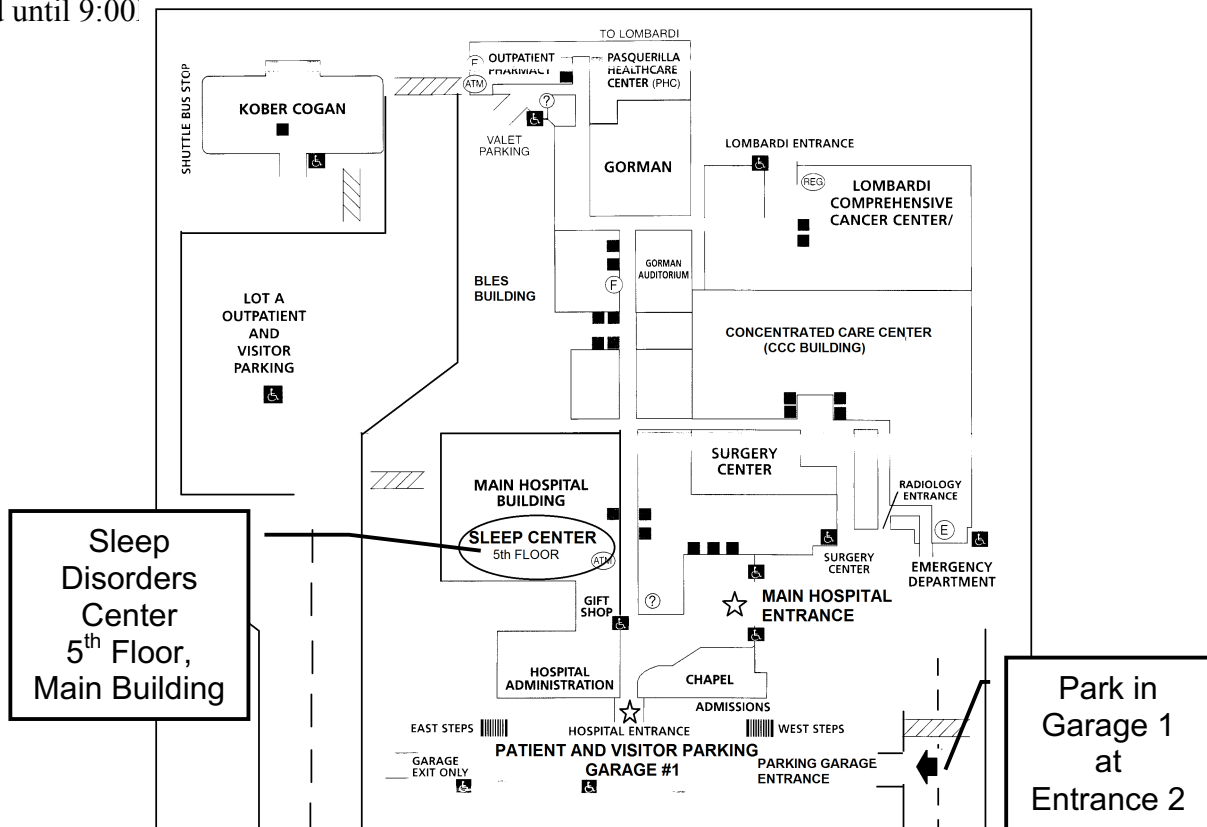 until 9:00
TO LOMBARDI
OUTPATIENT
PHARMACY
PASQUERILLA
HEALTHCARE
CENTER (PHC)
ATM
?
SHUTTLE BUS STOP
KOBER COGAN
VALET
PARKING
GORMAN
LOMBARDI ENTRANCE
REG
LOMBARDI
COMPREHENSIVE
CANCER CENTER/
GORMAN
AUDITORIUM
BLES
BUILDING
F
LOT A
OUTPATIENT
AND
VISITOR
PARKING
CONCENTRATED CARE CENTER
(CCC BUILDING)
SURGERY
CENTER
MAIN HOSPITAL
BUILDING
RADIOLOGY
ENTRANCE
SLEEP CENTER
5th FLOOR
ATM
E
SURGERY
CENTER
EMERGENCY
DEPARTMENT
Sleep
Disorders
Center
5th Floor,
Main Building
GIFT
SHOP
?
MAIN HOSPITAL
ENTRANCE
HOSPITAL
ADMINISTRATION
CHAPEL
ADMISSIONS
EAST STEPS
HOSPITAL ENTRANCE
WEST STEPS
PATIENT AND VISITOR PARKING
GARAGE #1
GARAGE
EXIT ONLY
PARKING GARAGE
ENTRANCE
Park in
Garage 1
at
Entrance 2